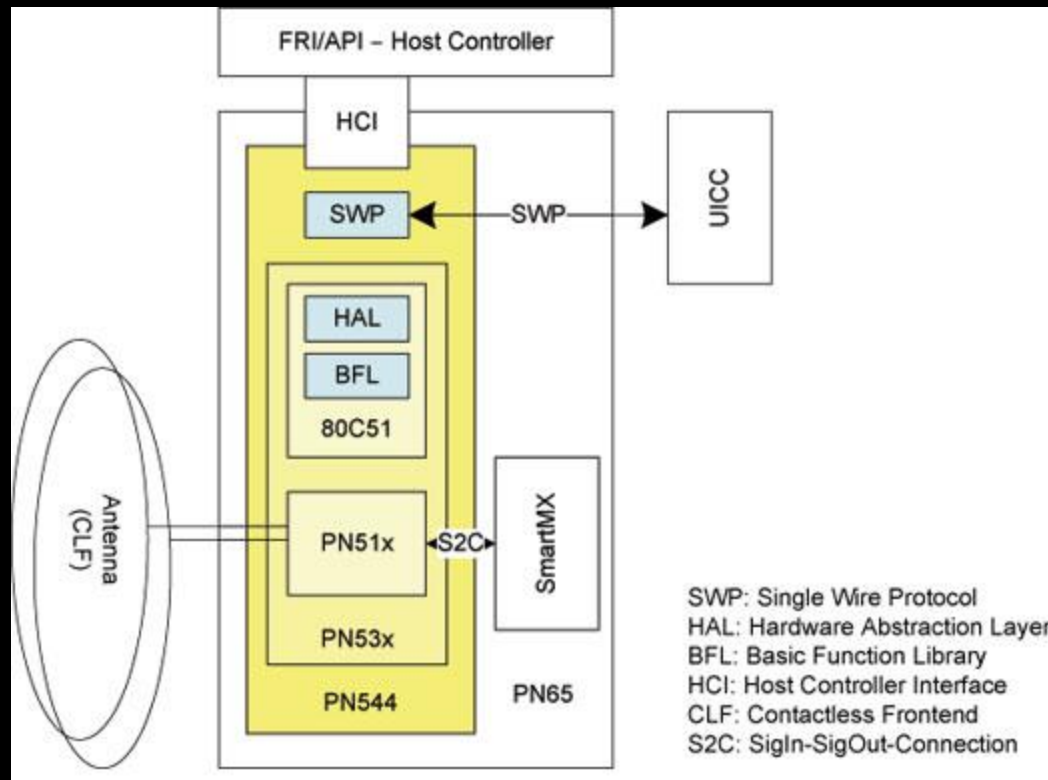 FRI/API – Host Controller
HCI
SWP
SWP
UICC
HAL
BFL
80C51
Antenna
(CLF)
PN51x
S2C
SmartMX
PN53x
PN544
PN65
SWP: Single Wire Protocol
HAL: Hardware Abstraction Layer
BFL: Basic Function Library
HCI: Host Controller Interface
CLF: Contactless Frontend
S2C: SigIn-SigOut-Connection